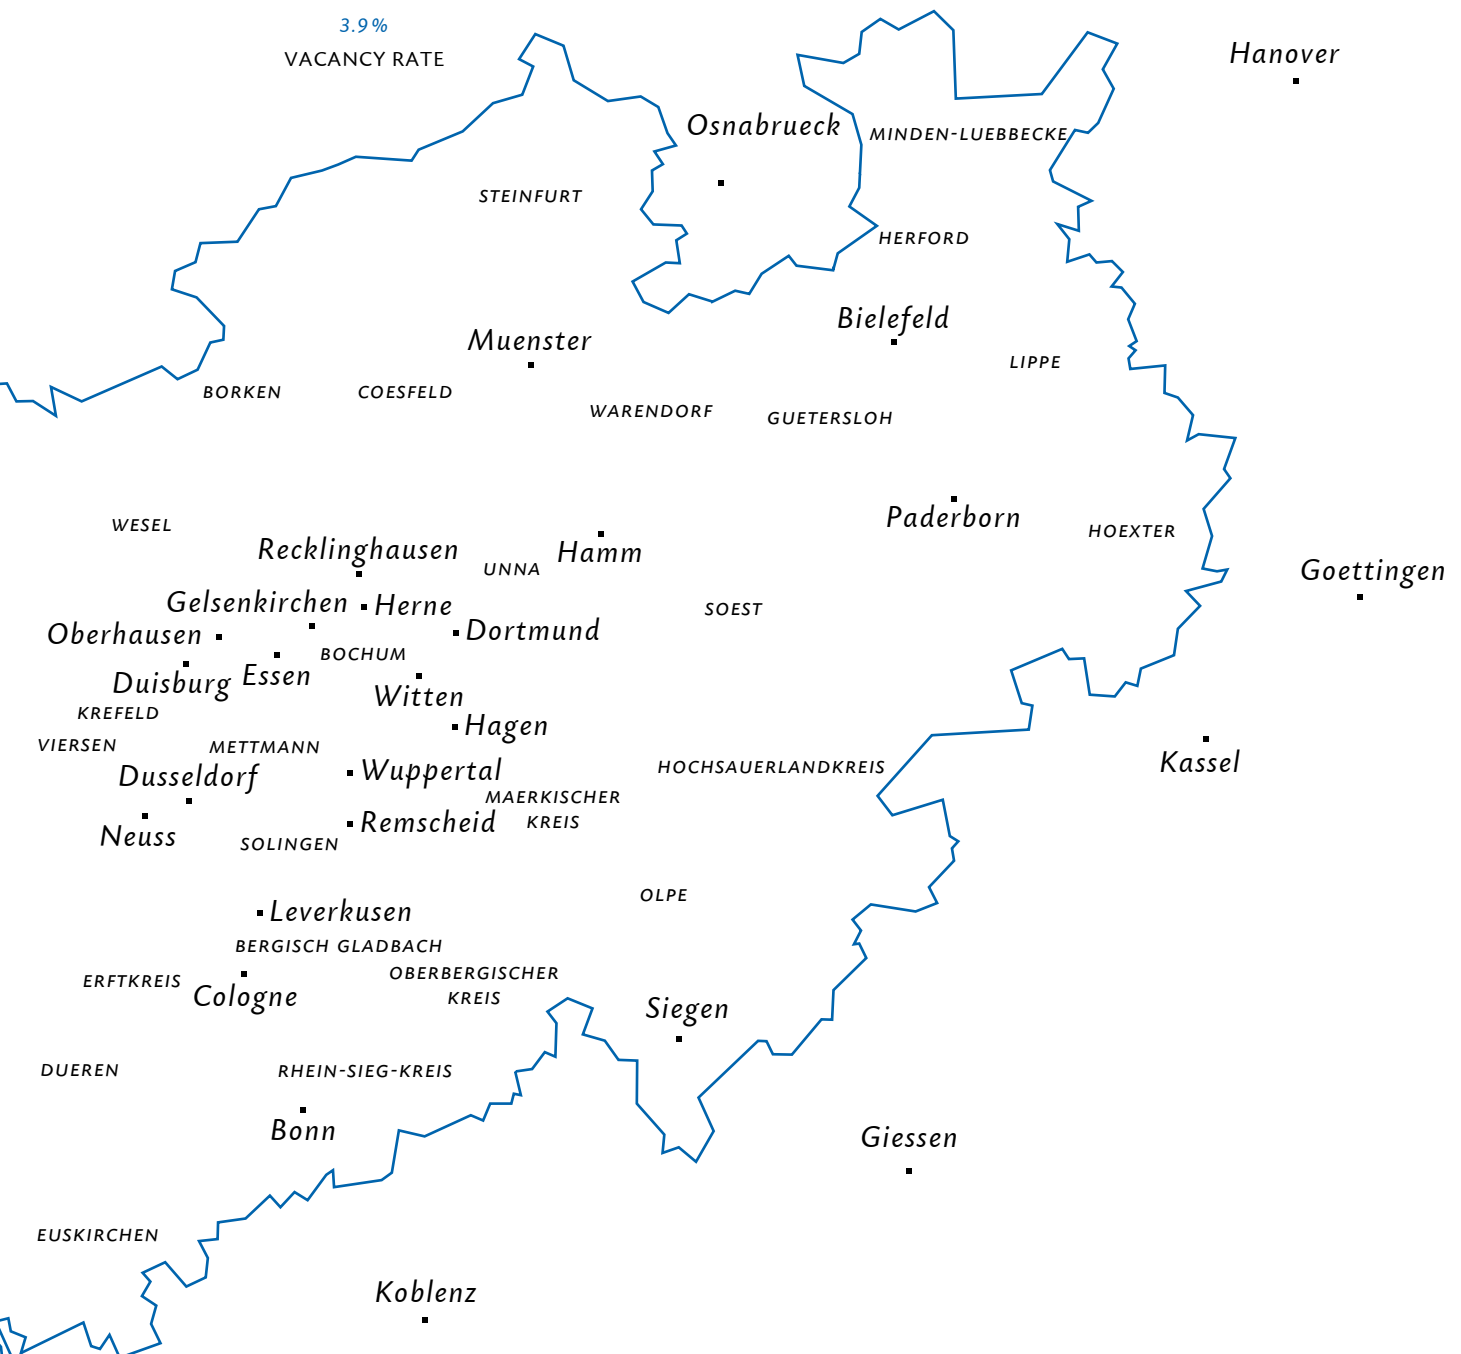 3.9%
VACANCY RATE
Hanover
Osnabrueck
MINDEN-LUEBBECKE
STEINFURT
HERFORD
Bielefeld
Muenster
LIPPE
BORKEN
COESFELD
WARENDORF
GUETERSLOH
Paderborn
WESEL
HOEXTER
Recklinghausen
Hamm
UNNA
Goettingen
Gelsenkirchen
Herne
SOEST
Oberhausen
Dortmund
BOCHUM
Essen
Duisburg
Witten
KREFELD
Hagen
VIERSEN
METTMANN
Kassel
HOCHSAUERLANDKREIS
Wuppertal
Dusseldorf
MAERKISCHER
KREIS
Remscheid
Neuss
SOLINGEN
OLPE
Leverkusen
BERGISCH GLADBACH
OBERBERGISCHER
KREIS
ERFTKREIS
Cologne
Siegen
DUEREN
RHEIN-SIEG-KREIS
Bonn
Giessen
EUSKIRCHEN
Koblenz